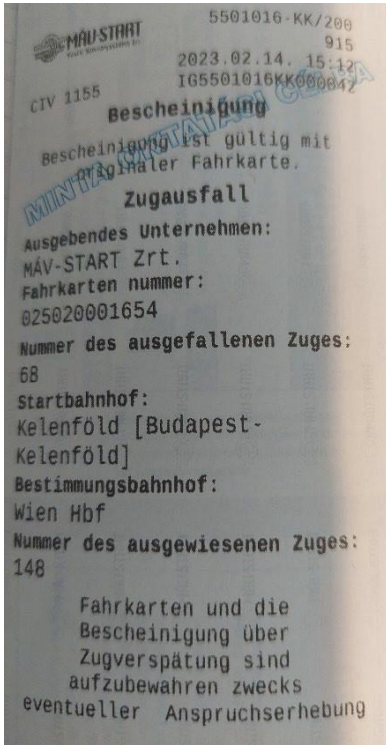 5501016-KK/200
915
MÁV-START
2023.02.14. 15:12
IG5501016KK000042
CIV 1155
Bescheinigung
Bescheinigung ist gültig mit
originaler Fahrkarte.
MINTA OKTATÁSI CÉLRA
Zugausfall
Ausgebendes Unternehmen:
MÁV-START Zrt.
Fahrkarten nummer:
025020001654
Nummer des ausgefallenen Zuges:
68
Startbahnhof:
Kelenföld [Budapest-
Kelenföld]
Bestimmungsbahnhof:
Wien Hbf
Nummer des ausgewiesenen Zuges:
148
Fahrkarten und die
Bescheinigung über
Zugverspätung sind
aufzubewahren zwecks
eventueller Anspruchserhebung